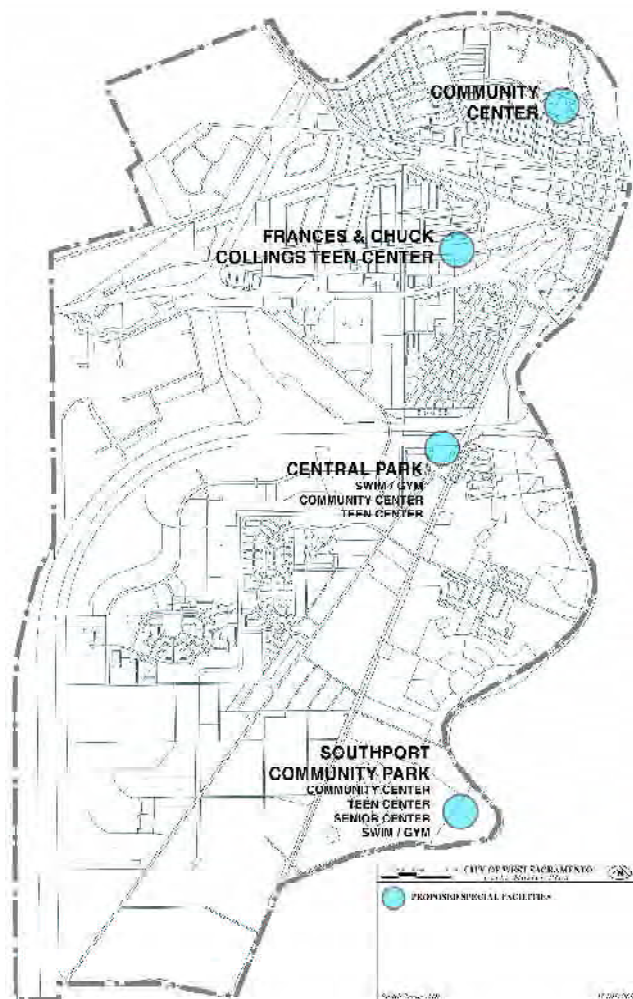 COMMUNITY
CENTER
FRANCES & CHUCK
COLLINGS TEEN CENTER
CENTRAL PARK
SWIM / GYM
COMMUNITY CENTER
TEEN CENTER
SOUTHPORT
COMMUNITY PARK
COMMUNITY CENTER
TEEN CENTER
SENIOR CENTER
SWIM / GYM
CITY OF WEST SACRAMENTO
PROPOSED SPECIAL FACILITIES